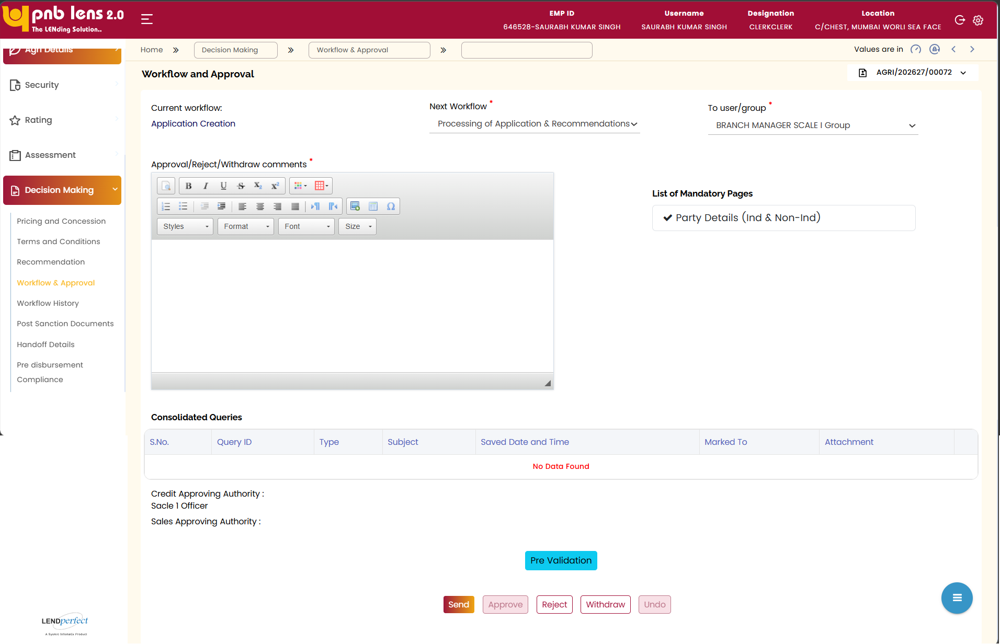 pnb lens 2.0
The LENding Solution..
EMP ID
646528-SAURABH KUMAR SINGH
Username
SAURABH KUMAR SINGH
Designation
CLERKCLERK
Location
C/CHEST, MUMBAI WORLI SEA FACE
Agri Details
Security
Rating
Assessment
Decision Making
Pricing and Concession
Terms and Conditions
Recommendation
Workflow & Approval
Workflow History
Post Sanction Documents
Handoff Details
Pre disbursement
Compliance
LENDperfect
A SysArc Infomatix Product
Home » Decision Making » Workflow & Approval »
Values are in
Workflow and Approval
AGRI/202627/00072
Current workflow:
Application Creation
Next Workflow *
Processing of Application & Recommendations
To user/group *
BRANCH MANAGER SCALE I Group
Approval/Reject/Withdraw comments *
Styles Format Font Size
List of Mandatory Pages
✔ Party Details (Ind & Non-Ind)
Consolidated Queries
S.No. Query ID Type Subject Saved Date and Time Marked To Attachment
No Data Found
Credit Approving Authority :
Sacle 1 Officer
Sales Approving Authority :
Pre Validation
Send Approve Reject Withdraw Undo